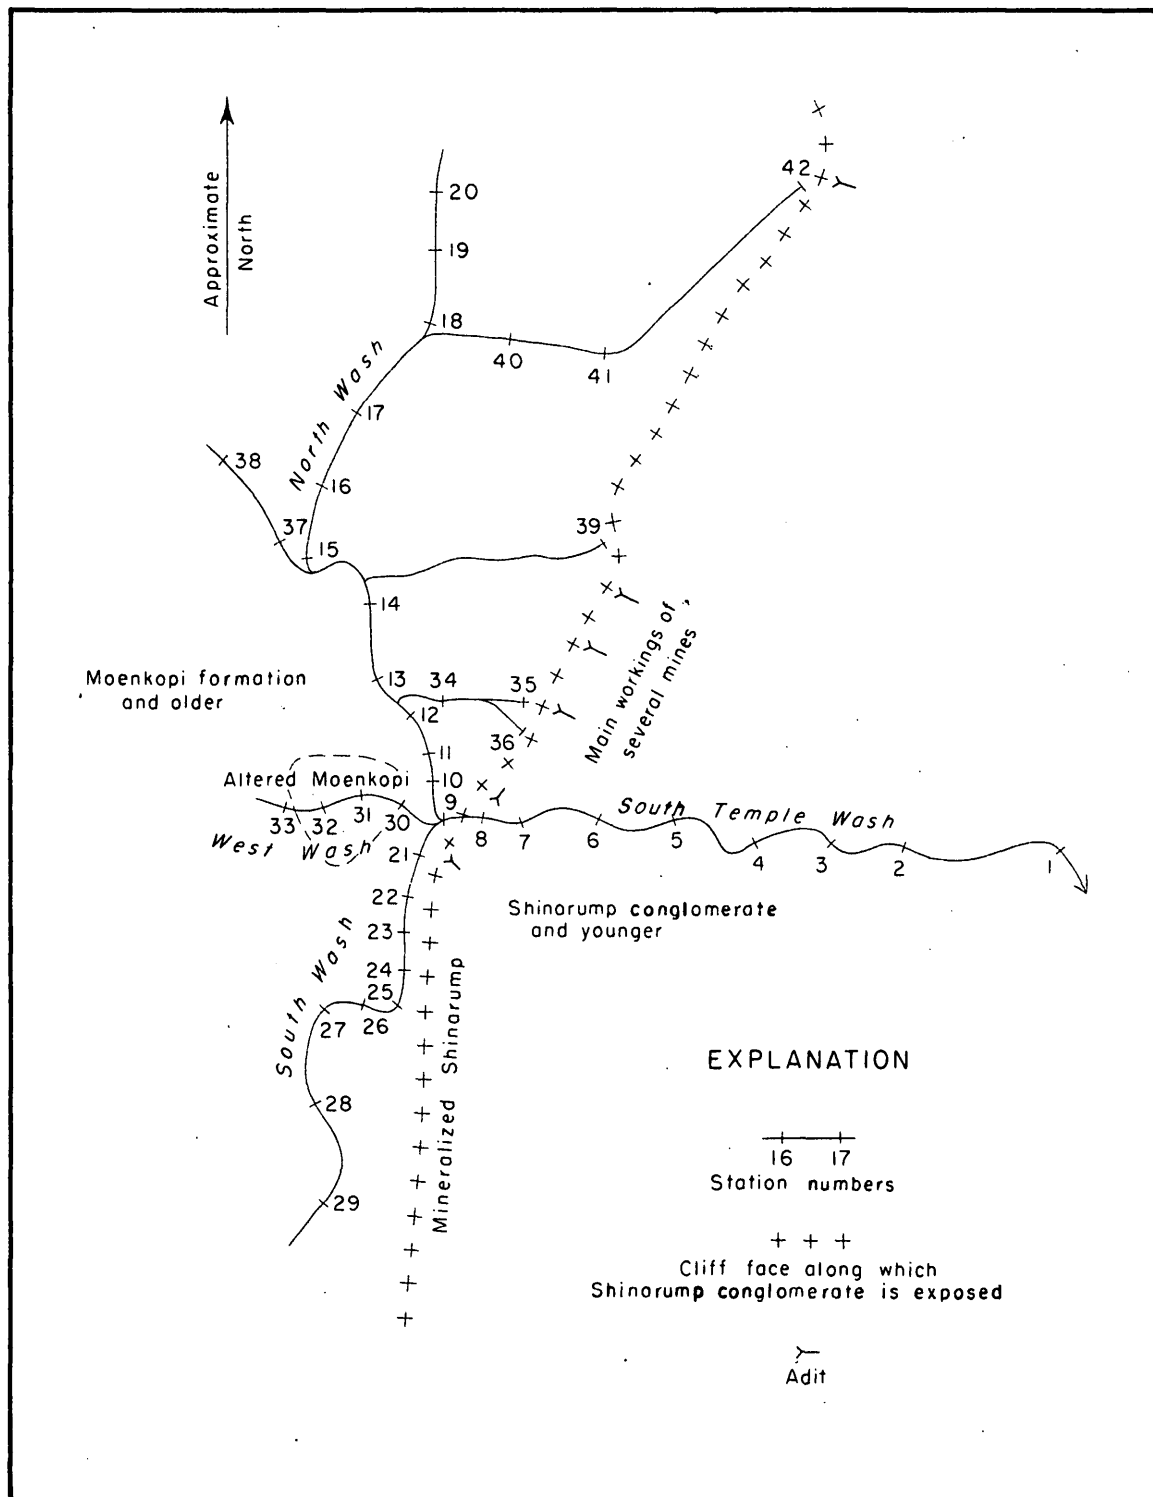 Approximate
North
42
20
19
18
40
41
North Wash
17
38
16
37
15
39
14
Main workings of
several mines
Moenkopi formation
and older
13
34
35
12
36
11
10
Altered Moenkopi
33
32
31
30
9
8
7
6
5
4
3
2
1
South Temple Wash
West Wash
21
22
23
24
25
26
27
28
29
Shinarump conglomerate
and younger
South Wash
Mineralized Shinarump
EXPLANATION
16 17
Station numbers
Cliff face along which
Shinarump conglomerate is exposed
Adit